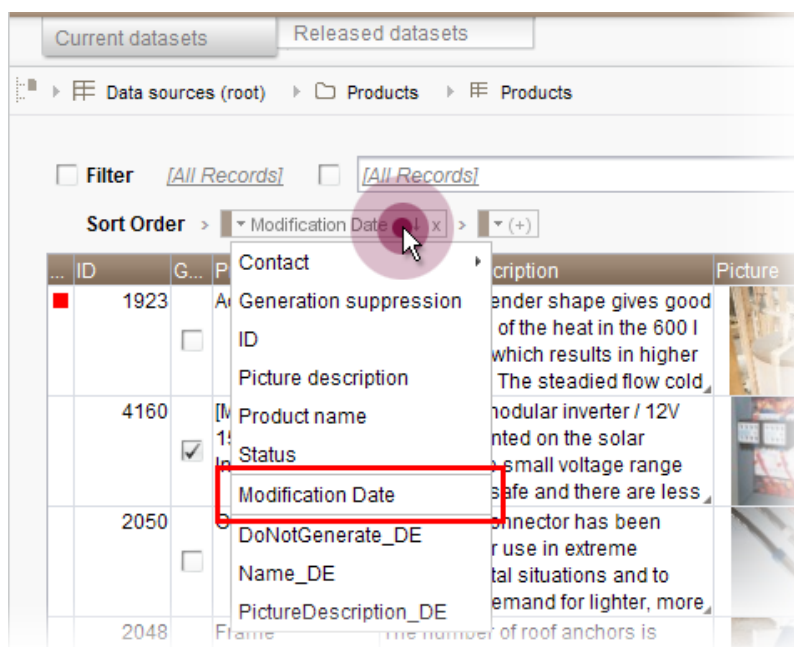 Current datasets
Released datasets
Data sources (root)
Products
Products
Filter
[All Records]
[All Records]
Sort Order
Modification Date
x
(+)
... ID G...
cription
Picture
Contact
Generation suppression
ID
Picture description
Product name
Status
Modification Date
DoNotGenerate_DE
Name_DE
PictureDescription_DE
1923
ender shape gives good
of the heat in the 600 l
which results in higher
The steadied flow cold
4160
nodular inverter / 12V
nted on the solar
small voltage range
safe and there are less
2050
onnector has been
r use in extreme
tal situations and to
emand for lighter, more
2048
Frame
The number of roof anchors is